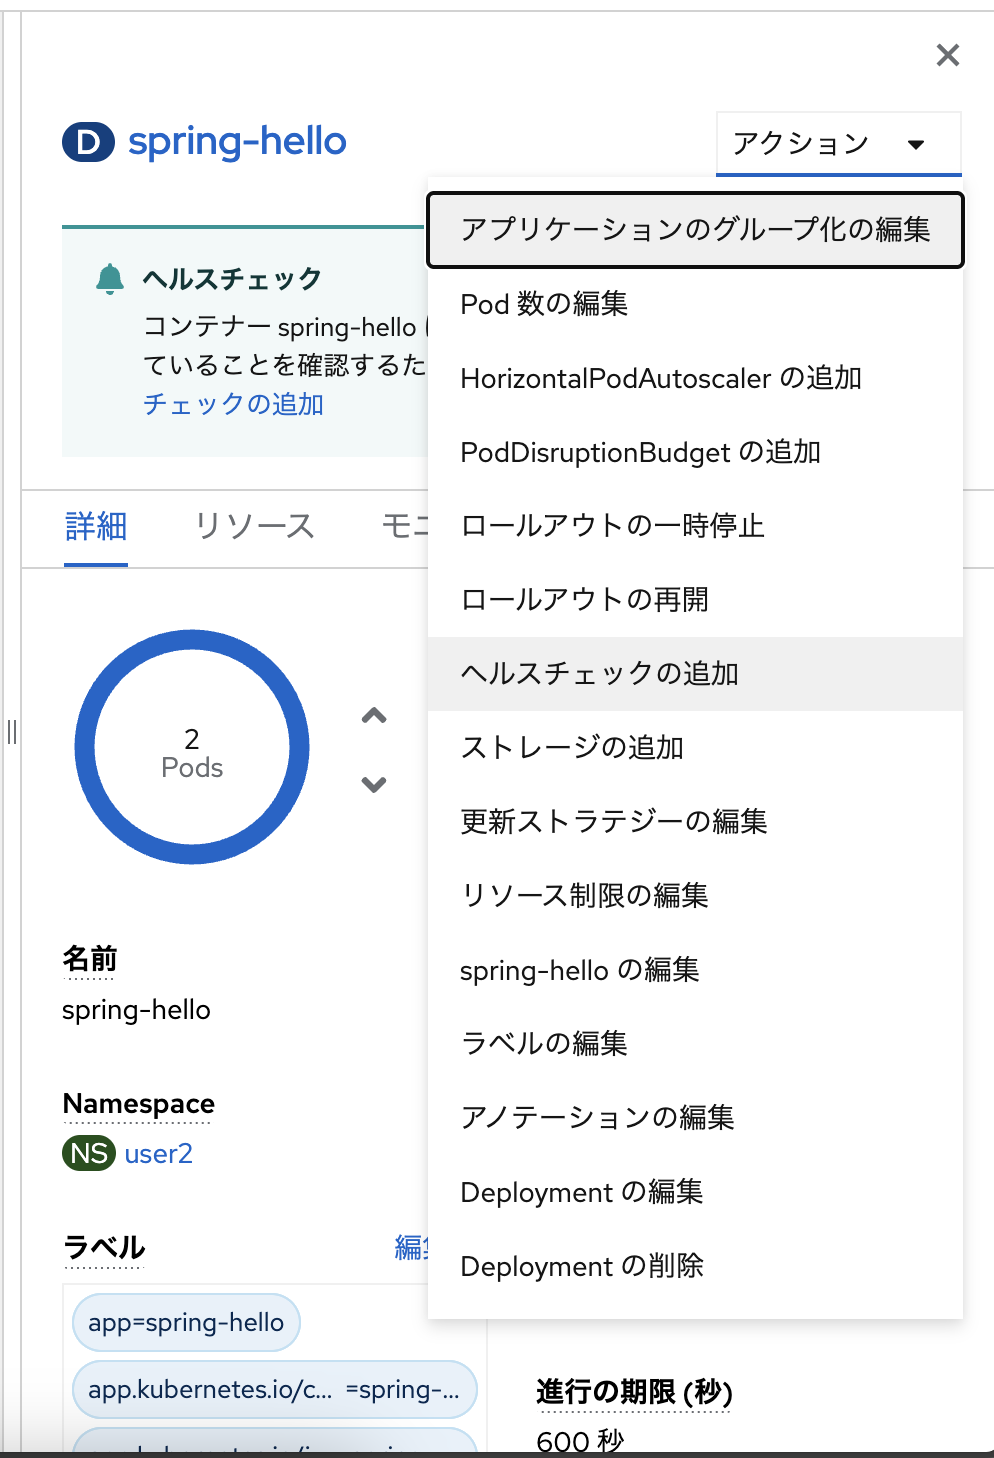 D spring-hello
アクション
アプリケーションのグループ化の編集
Pod 数の編集
HorizontalPodAutoscaler の追加
PodDisruptionBudget の追加
ロールアウトの一時停止
ロールアウトの再開
ヘルスチェックの追加
ストレージの追加
更新ストラテジーの編集
リソース制限の編集
spring-hello の編集
ラベルの編集
アノテーションの編集
Deployment の編集
Deployment の削除
ヘルスチェック
コンテナー spring-hello
ていることを確認するた
チェックの追加
詳細
リソース
モニ
2
Pods
名前
spring-hello
Namespace
NS user2
ラベル
編集
app=spring-hello
app.kubernetes.io/c... =spring-...
進行の期限 (秒)
600 秒